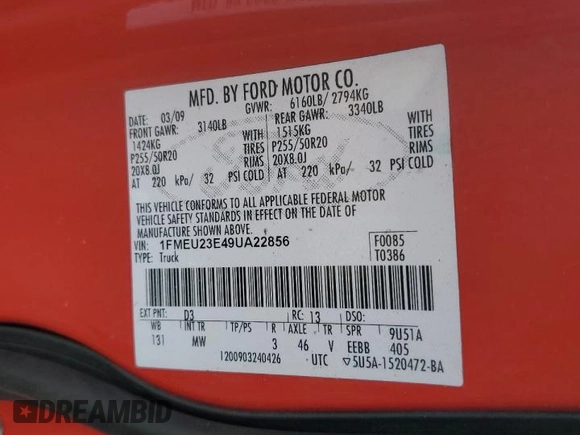 MFD. BY FORD MOTOR CO.
DATE: 03/09 GVWR: 6160LB/ 2794KG
FRONT GAWR: 3140LB REAR GAWR: 3340LB
1424KG 1515KG WITH
P255/50R20 TIRES P255/50R20 TIRES
20X8.0J RIMS 20X8.0J RIMS
AT 220 kPa/ 32 PSI COLD AT 220 kPa/ 32 PSI COLD
THIS VEHICLE CONFORMS TO ALL APPLICABLE FEDERAL MOTOR
VEHICLE SAFETY STANDARDS IN EFFECT ON THE DATE OF
MANUFACTURE SHOWN ABOVE.
VIN: 1FMEU23E49UA22856 F0085
TYPE: Truck T0386
EXT PNT: D3 RC: 13 DSO:
WB INT TR TP/PS R AXLE TR SPR 9U51A
131 MW 3 46 V EEBB 405
1200903240426 UTC ▽5U5A-1520472-BA
DREAMBID